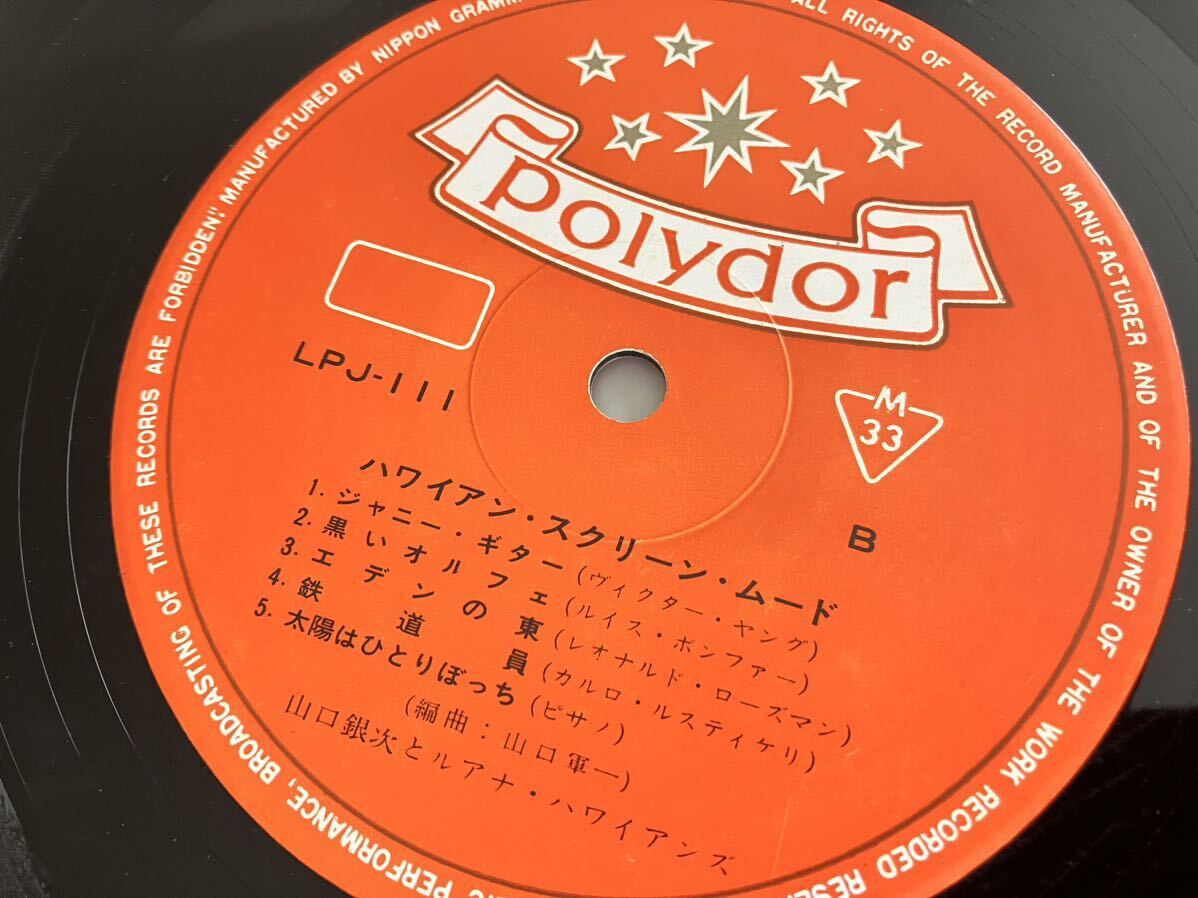 polydor
LPJ-111
M
33
B
ハワイアン・スクリーン・ムード
1. ジャニー・ギター (ヴィクター・ヤング)
2. 黒いオルフェ (ルイス・ボンファー)
3. エデンの東 (レオナルド・ローズマン)
4. 鉄道員 (カルロ・ルスティケリ)
5. 太陽はひとりぼっち (ピサノ)
(編曲:山口軍一)
山口銀次とルアナ・ハワイアンズ
ALL RIGHTS OF THE RECORD MANUFACTURER AND OF THE OWNER OF THE WORK RECORDED
PERFORMANCE, BROADCASTING OF THESE RECORDS ARE FORBIDDEN." MANUFACTURED BY NIPPON